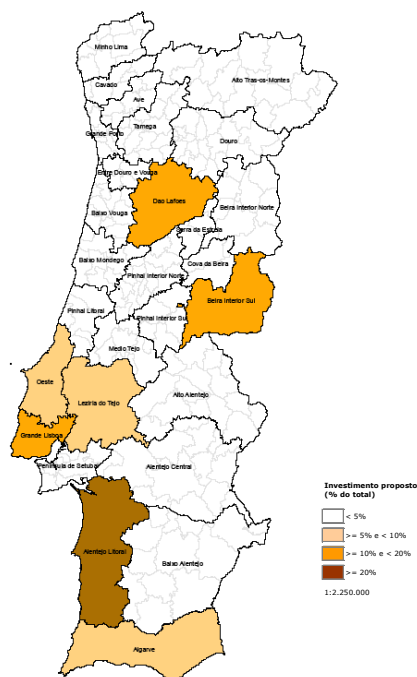 Minho Lima
Alto Tras-os-Montes
Cavado
Ave
Grande Porto
Tamega
Douro
Entre Douro e Vouga
Dao Lafoes
Baixo Vouga
Beira Interior Norte
Serra da Estrela
Baixo Mondego
Cova da Beira
Pinhal Interior Norte
Beira Interior Sul
Pinhal Litoral
Pinhal Interior Sul
Medio Tejo
Oeste
Leziria do Tejo
Alto Alentejo
Grande Lisboa
Peninsula de Setubal
Alentejo Central
Alentejo Litoral
Baixo Alentejo
Algarve
Investimento proposto
(% do total)
< 5%
>= 5% e < 10%
>= 10% e < 20%
>= 20%
1:2.250.000